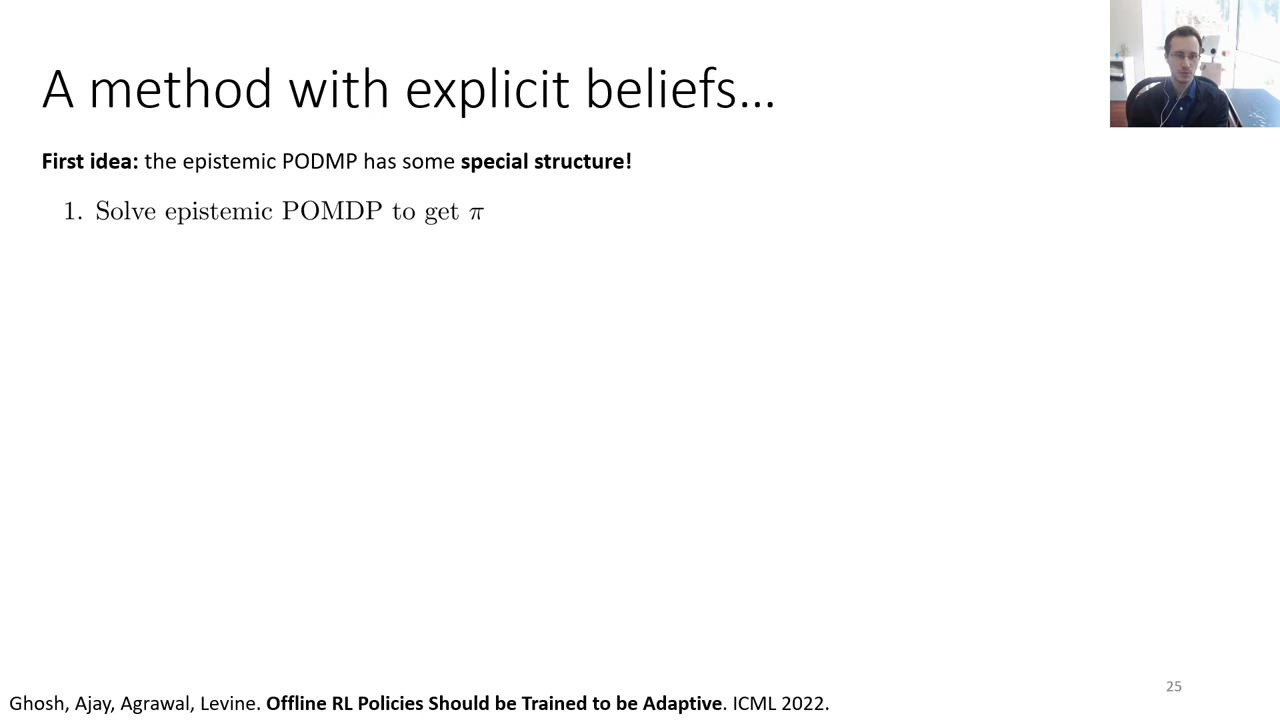 A method with explicit beliefs...
First idea: the epistemic PODMP has some special structure!
1. Solve epistemic POMDP to get π
25
Ghosh, Ajay, Agrawal, Levine. Offline RL Policies Should be Trained to be Adaptive. ICML 2022.